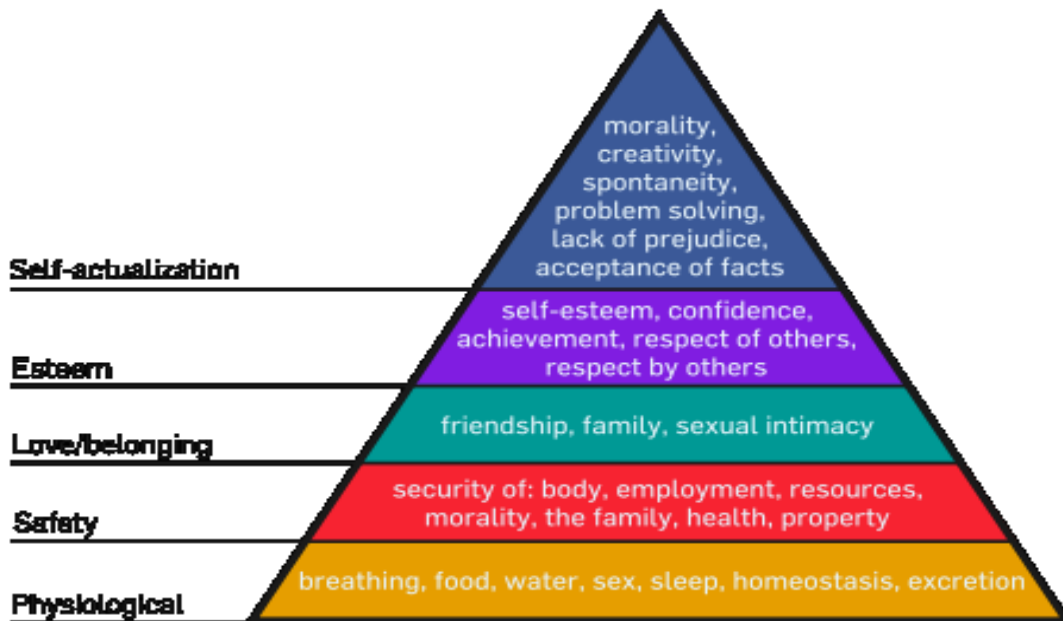 morality,
creativity,
spontaneity,
problem solving,
lack of prejudice,
acceptance of facts
Self-actualization
self-esteem, confidence,
achievement, respect of others,
respect by others
Esteem
friendship, family, sexual intimacy
Love/belonging
security of: body, employment, resources,
morality, the family, health, property
Safety
breathing, food, water, sex, sleep, homeostasis, excretion
Physiological